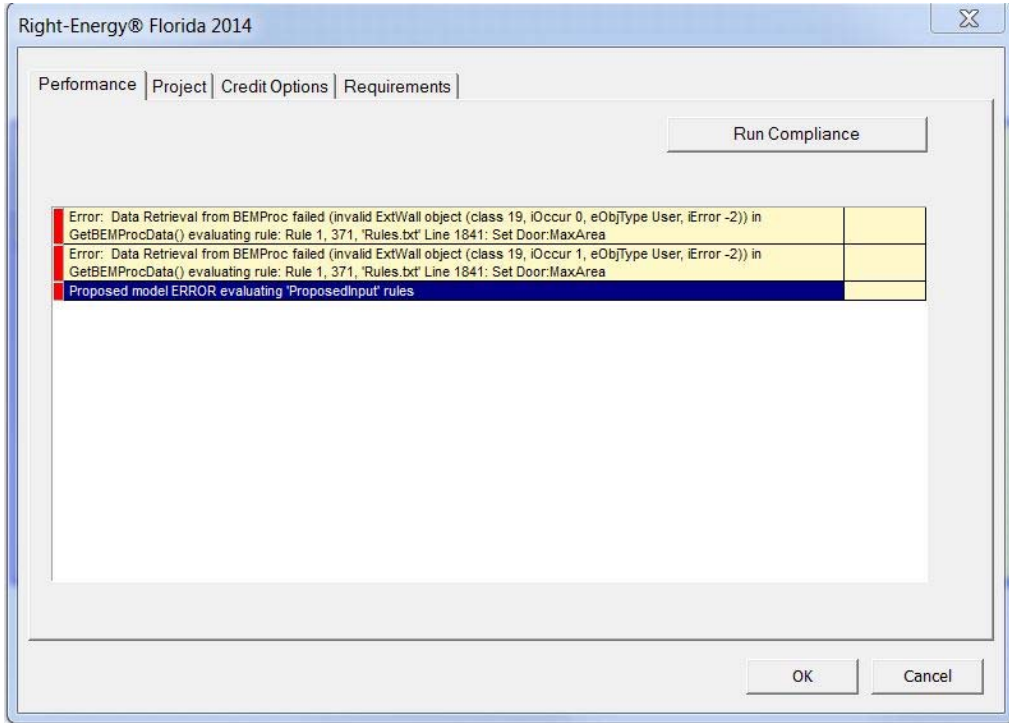 Right-Energy® Florida 2014
Performance Project Credit Options Requirements
Run Compliance
Error: Data Retrieval from BEMProc failed (invalid ExtWall object (class 19, iOccur 0, eObjType User, iError -2)) in
GetBEMProcData() evaluating rule: Rule 1, 371, 'Rules.txt' Line 1841: Set Door:MaxArea
Error: Data Retrieval from BEMProc failed (invalid ExtWall object (class 19, iOccur 1, eObjType User, iError -2)) in
GetBEMProcData() evaluating rule: Rule 1, 371, 'Rules.txt' Line 1841: Set Door:MaxArea
Proposed model ERROR evaluating 'ProposedInput' rules
OK Cancel